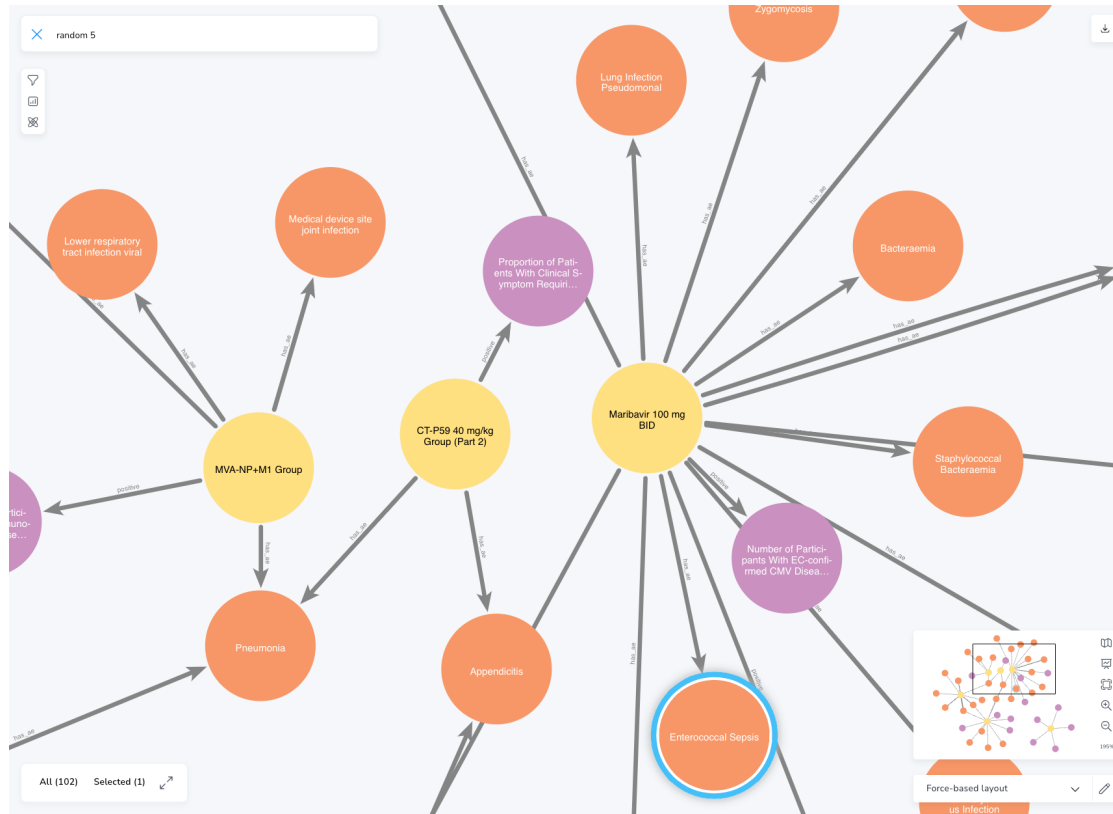 random 5
Zygomycosis
Lung Infection
Pseudomonal
has_ae
has_ae
has_ae
Lower respiratory
tract infection viral
Medical device site
joint infection
Proportion of Pati-
ents With Clinical S-
ymptom Requiri...
has_ae
Bacteraemia
has_ae
has_ae
has_ae
has_ae
has_ae
positive
Maribavir 100 mg
BID
CT-P59 40 mg/kg
Group (Part 2)
MVA-NP+M1 Group
Staphylococcal
Bacteraemia
positive
positive
has_ae
has_ae
has_ae
has_ae
has_ae
Number of Partici-
pants With EC-confi-
rmed CMV Disea...
Pneumonia
Appendicitis
has_ae
positive
has_ae
Enterococcal Sepsis
195%
All (102)
Selected (1)
Force-based layout
us Infection